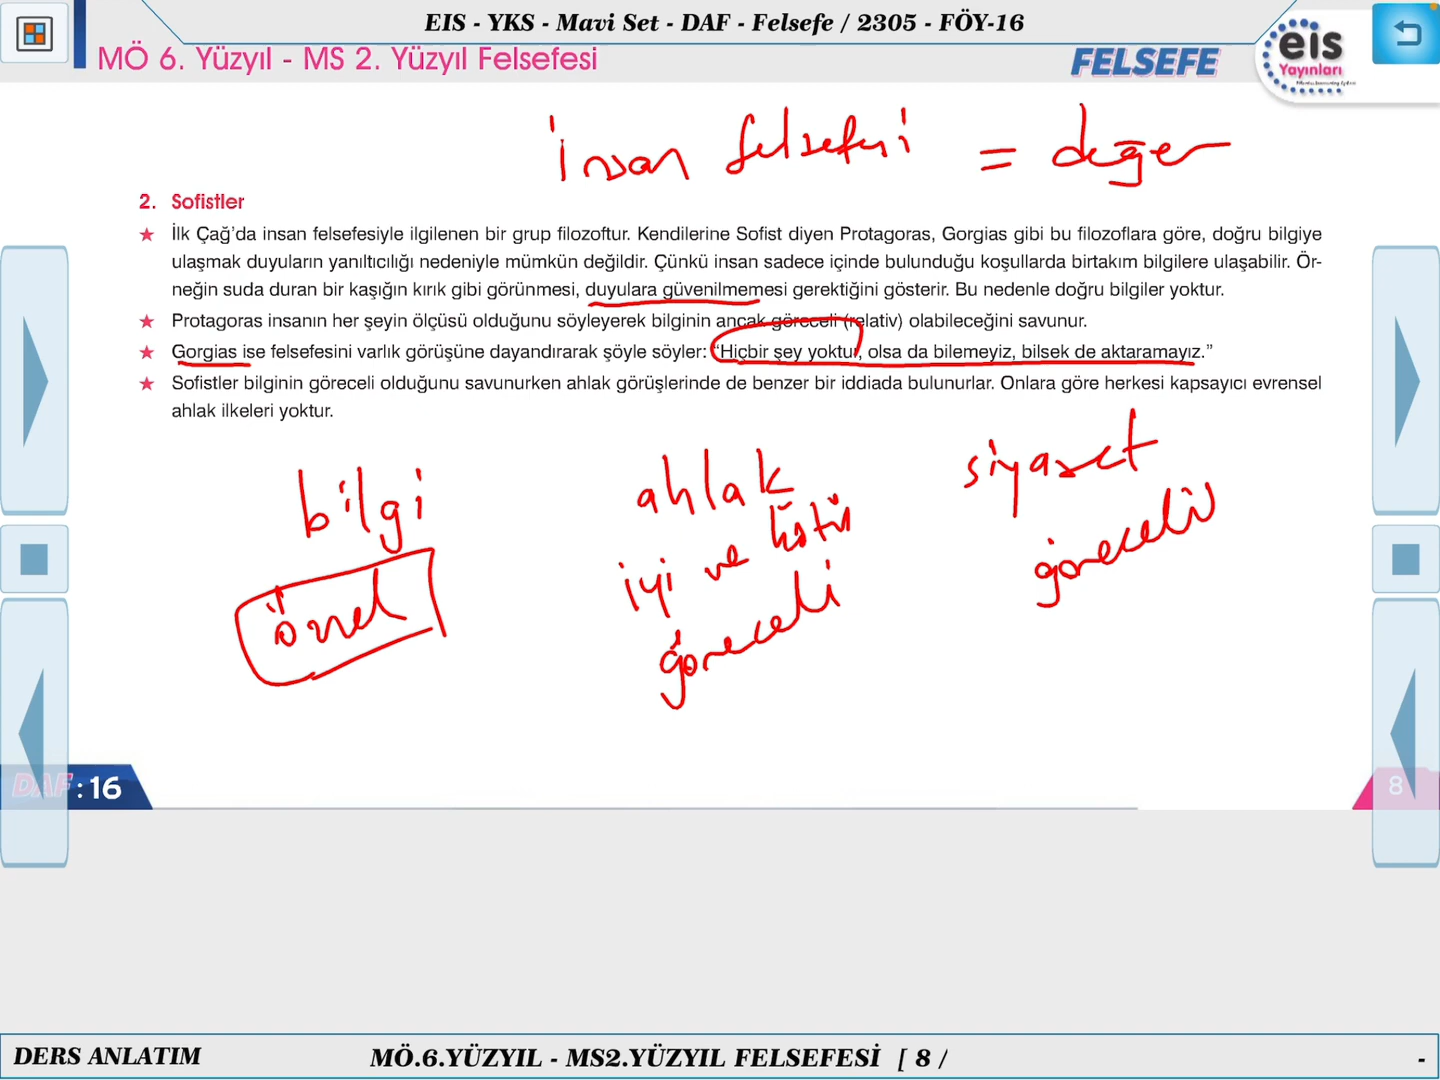 EIS - YKS - Mavi Set - DAF - Felsefe / 2305 - FÖY-16
MÖ 6. Yüzyıl - MS 2. Yüzyıl Felsefesi
FELSEFE
eis
Yayınları
insan felsefesi = değer
2. Sofistler
★ İlk Çağ’da insan felsefesiyle ilgilenen bir grup filozoftur. Kendilerine Sofist diyen Protagoras, Gorgias gibi bu filozoflara göre, doğru bilgiye
ulaşmak duyuların yanıltıcılığı nedeniyle mümkün değildir. Çünkü insan sadece içinde bulunduğu koşullarda birtakım bilgilere ulaşabilir. Ör-
neğin suda duran bir kaşığın kırık gibi görünmesi, duyulara güvenilmemesi gerektiğini gösterir. Bu nedenle doğru bilgiler yoktur.
★ Protagoras insanın her şeyin ölçüsü olduğunu söyleyerek bilginin ancak göreceli (relativ) olabileceğini savunur.
★ Gorgias ise felsefesini varlık görüşüne dayandırarak şöyle söyler: “Hiçbir şey yoktur, olsa da bilemeyiz, bilsek de aktaramayız.”
★ Sofistler bilginin göreceli olduğunu savunurken ahlak görüşlerinde de benzer bir iddiada bulunurlar. Onlara göre herkesi kapsayıcı evrensel
ahlak ilkeleri yoktur.
bilgi ahlak siyaset
öznel iyi ve kötü göreceli
göreceli
DAF : 16
8
DERS ANLATIM MÖ.6.YÜZYIL - MS2.YÜZYIL FELSEFESİ [ 8 / -